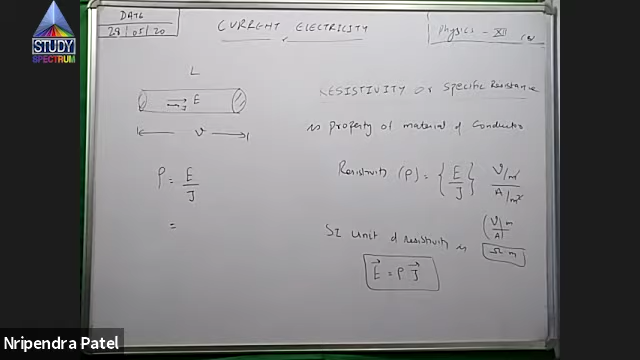 STUDY
SPECTRUM
DATE
29/05/20
CURRENT ELECTRICITY
Physics - XII
L
E
J
V
RESISTIVITY or Specific Resistance
is property of material of Conductor
ρ = E/J
=
Resistivity (ρ) = {E/J} V/m / A/m²
(V/A) m
SI unit of resistivity is Ω m
E⃗ = ρ J⃗
Nripendra Patel